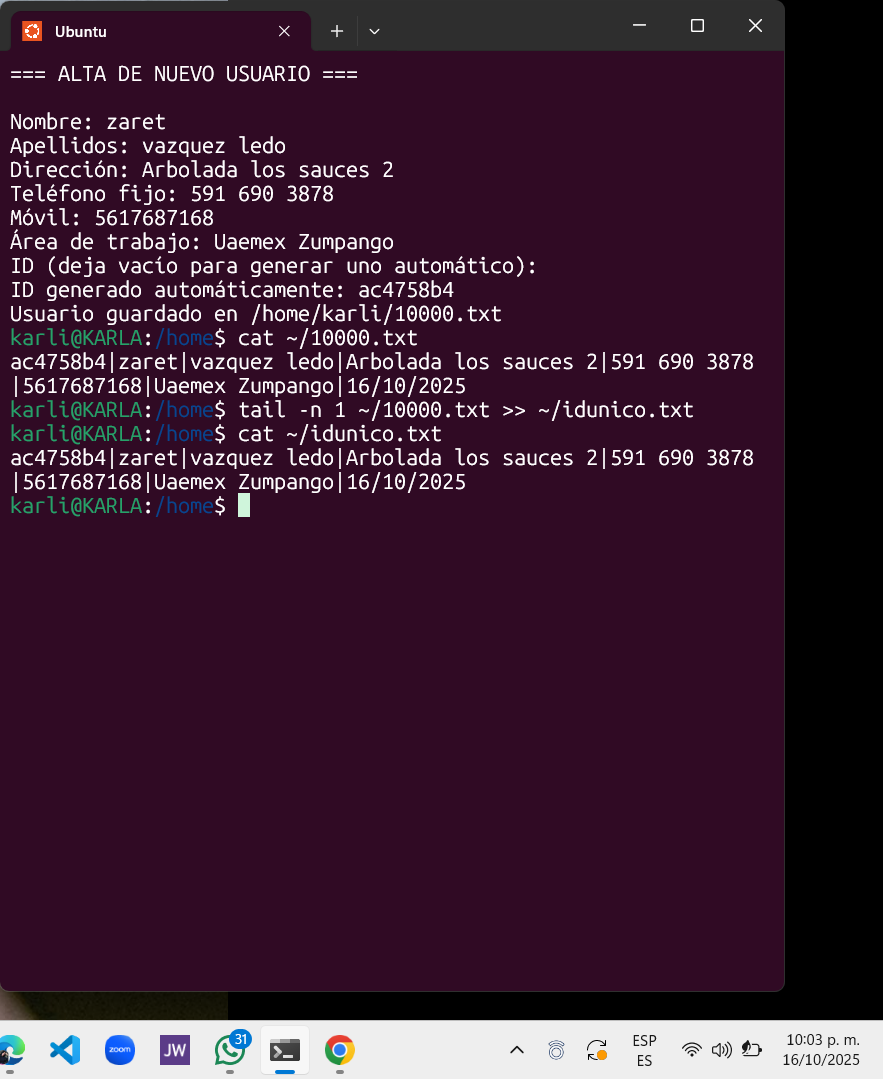 Ubuntu
=== ALTA DE NUEVO USUARIO ===
Nombre: zaret
Apellidos: vazquez ledo
Dirección: Arbolada los sauces 2
Teléfono fijo: 591 690 3878
Móvil: 5617687168
Área de trabajo: Uaemex Zumpango
ID (deja vacío para generar uno automático):
ID generado automáticamente: ac4758b4
Usuario guardado en /home/karli/10000.txt
karli@KARLA:/home$ cat ~/10000.txt
ac4758b4|zaret|vazquez ledo|Arbolada los sauces 2|591 690 3878
|5617687168|Uaemex Zumpango|16/10/2025
karli@KARLA:/home$ tail -n 1 ~/10000.txt >> ~/idunico.txt
karli@KARLA:/home$ cat ~/idunico.txt
ac4758b4|zaret|vazquez ledo|Arbolada los sauces 2|591 690 3878
|5617687168|Uaemex Zumpango|16/10/2025
karli@KARLA:/home$
zoom
JW
31
ESP
ES
10:03 p. m.
16/10/2025